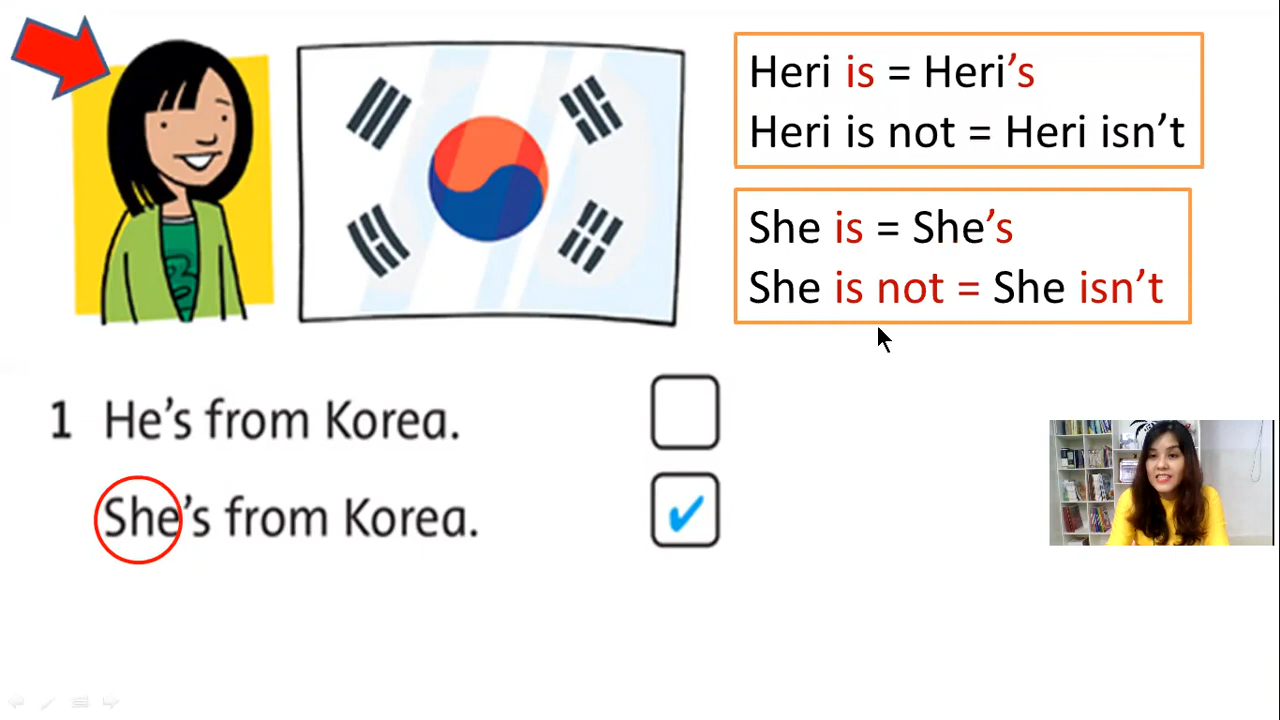 Heri is = Heri’s
Heri is not = Heri isn’t
She is = She’s
She is not = She isn’t
1 He’s from Korea.
She’s from Korea.